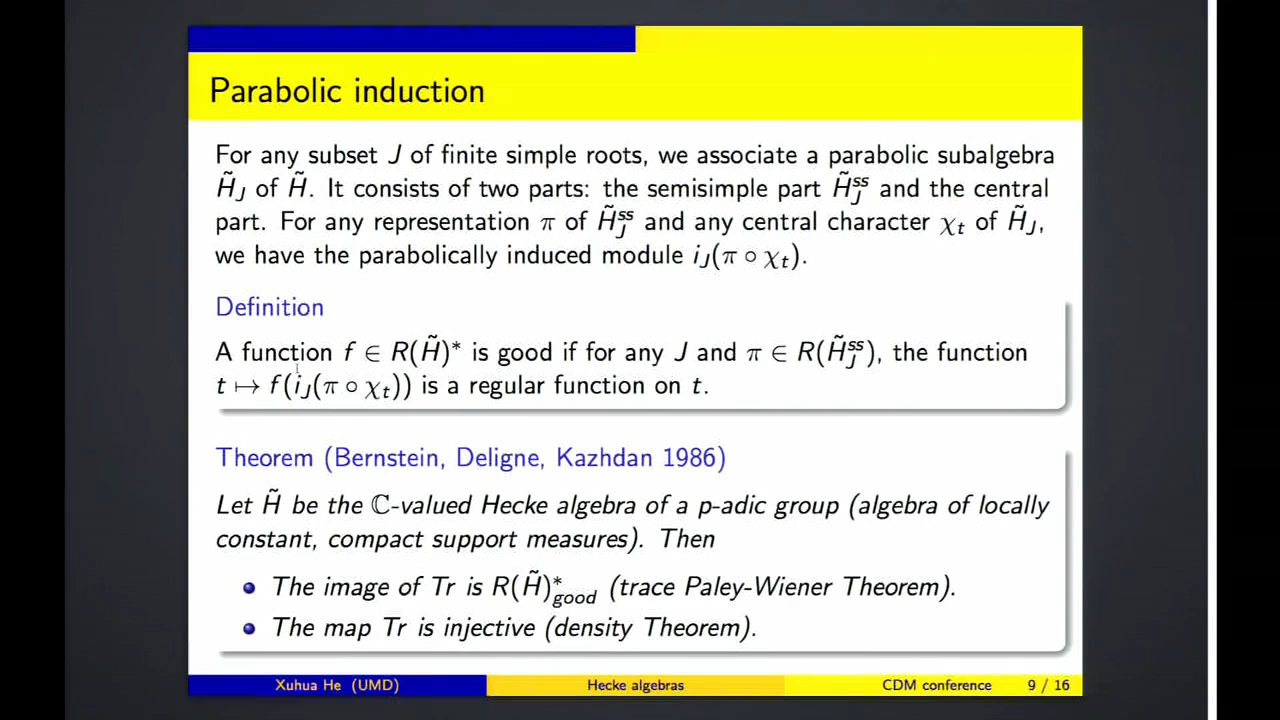 Parabolic induction
For any subset J of finite simple roots, we associate a parabolic subalgebra
H̃_J of H̃. It consists of two parts: the semisimple part H̃_J^ss and the central
part. For any representation π of H̃_J^ss and any central character χ_t of H̃_J,
we have the parabolically induced module i_J(π ∘ χ_t).
Definition
A function f ∈ R(H̃)* is good if for any J and π ∈ R(H̃_J^ss), the function
t ↦ f(i_J(π ∘ χ_t)) is a regular function on t.
Theorem (Bernstein, Deligne, Kazhdan 1986)
Let H̃ be the ℂ-valued Hecke algebra of a p-adic group (algebra of locally
constant, compact support measures). Then
The image of Tr is R(H̃)*_good (trace Paley-Wiener Theorem).
The map Tr is injective (density Theorem).
Xuhua He (UMD) Hecke algebras CDM conference 9 / 16